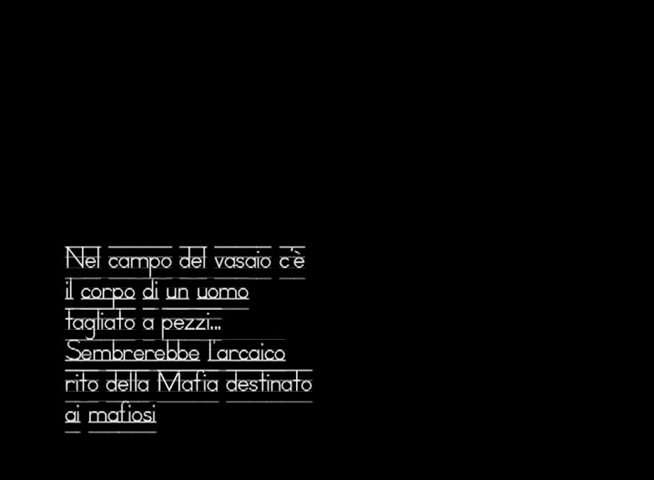 Nel campo del vasaio c'è
il corpo di un uomo
tagliato a pezzi...
Sembrerebbe l'arcaico
rito della Mafia destinato
ai mafiosi